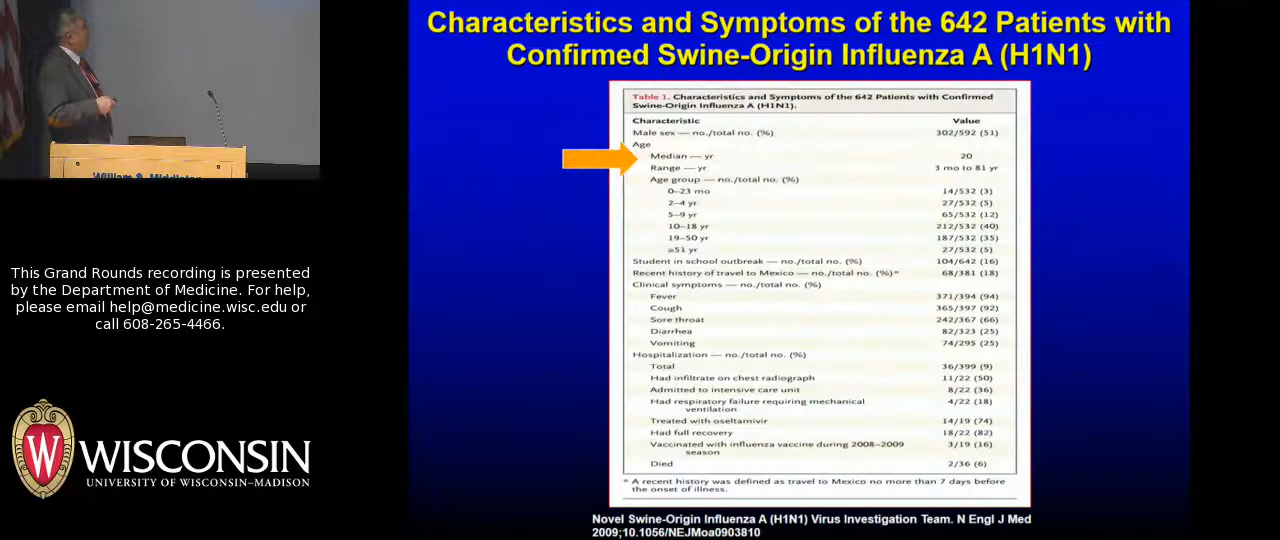 Characteristics and Symptoms of the 642 Patients with
Confirmed Swine-Origin Influenza A (H1N1)
Table 1. Characteristics and Symptoms of the 642 Patients with Confirmed
Swine-Origin Influenza A (H1N1).
Characteristic Value
Male sex — no./total no. (%) 302/592 (51)
Age
Median — yr 20
Range — yr 3 mo to 81 yr
Age group — no./total no. (%)
0–23 mo 14/532 (3)
2–4 yr 27/532 (5)
5–9 yr 65/532 (12)
10–18 yr 212/532 (40)
19–50 yr 187/532 (35)
≥51 yr 27/532 (5)
Student in school outbreak — no./total no. (%) 104/642 (16)
Recent history of travel to Mexico — no./total no. (%)* 68/381 (18)
Clinical symptoms — no./total no. (%)
Fever 371/394 (94)
Cough 365/397 (92)
Sore throat 242/367 (66)
Diarrhea 82/323 (25)
Vomiting 74/295 (25)
Hospitalization — no./total no. (%)
Total 36/399 (9)
Had infiltrate on chest radiograph 11/22 (50)
Admitted to intensive care unit 8/22 (36)
Had respiratory failure requiring mechanical
ventilation 4/22 (18)
Treated with oseltamivir 14/19 (74)
Had full recovery 18/22 (82)
Vaccinated with influenza vaccine during 2008–2009
season 3/19 (16)
Died 2/36 (6)
* A recent history was defined as travel to Mexico no more than 7 days before
the onset of illness.
Novel Swine-Origin Influenza A (H1N1) Virus Investigation Team. N Engl J Med
2009;10.1056/NEJMoa0903810
William S. Middleton
This Grand Rounds recording is presented
by the Department of Medicine. For help,
please email help@medicine.wisc.edu or
call 608-265-4466.
W
WISCONSIN
UNIVERSITY OF WISCONSIN–MADISON